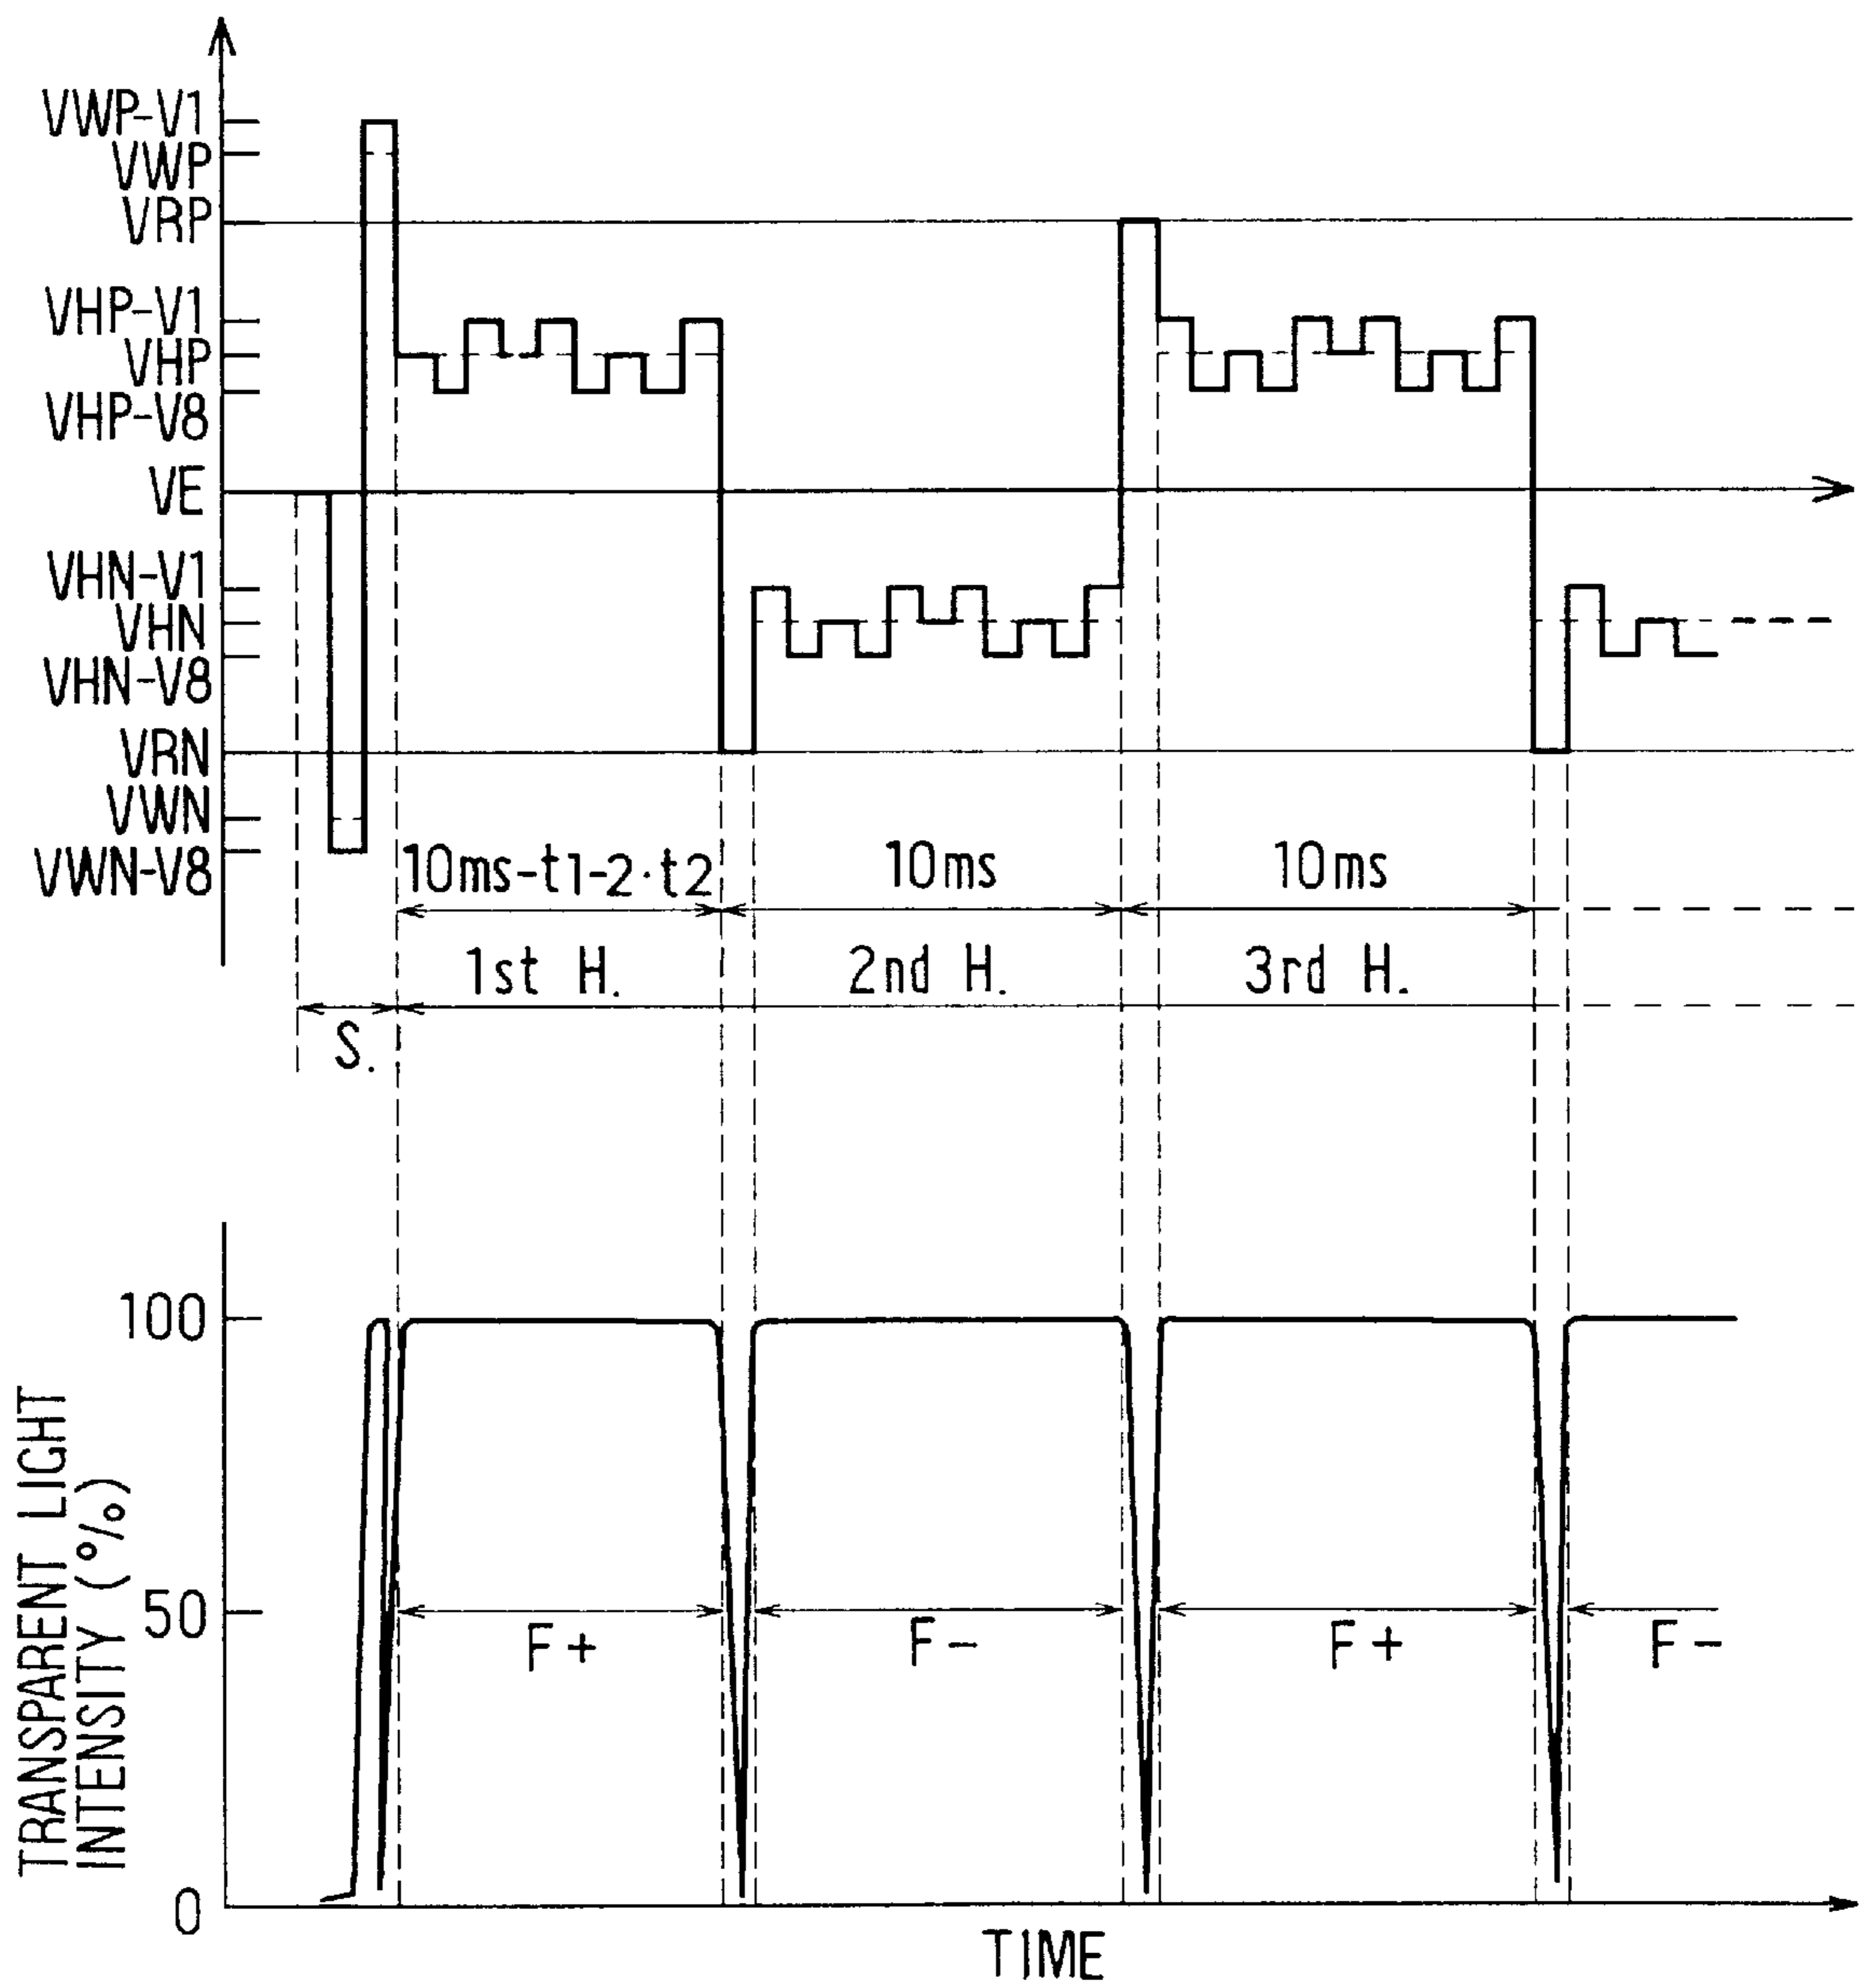 VWP-V1
VWP
VRP
VHP-V1
VHP
VHP-V8
VE
VHN-V1
VHN
VHN-V8
VRN
VWN
VWN-V8
10ms-t1-2·t2
10ms
10ms
1st H.
2nd H.
3rd H.
S.
TRANSPARENT LIGHT
INTENSITY (%)
100
50
0
F+
F-
F+
F-
TIME